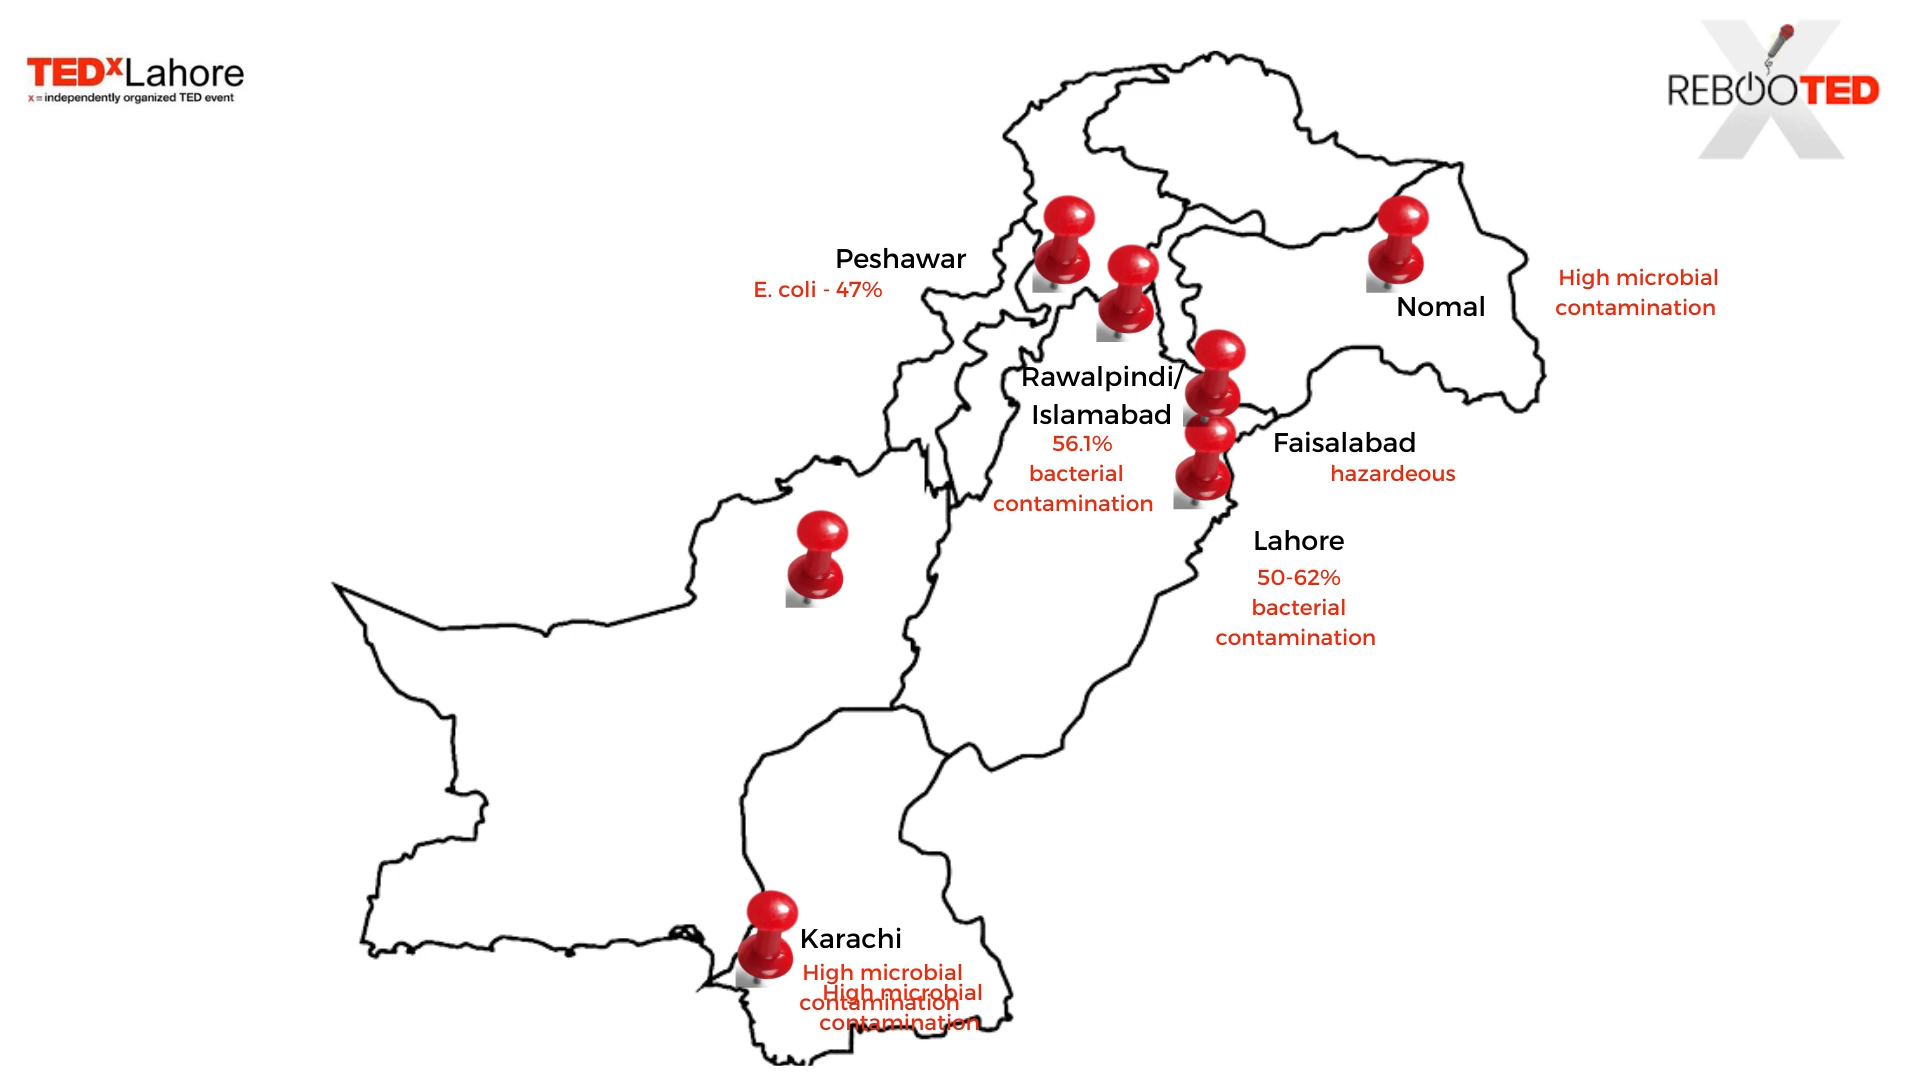 TEDxLahore
x = independently organized TED event
REBOOTED
Peshawar
E. coli - 47%
Nomal
High microbial
contamination
Rawalpindi/
Islamabad
56.1%
bacterial
contamination
Faisalabad
hazardeous
Lahore
50-62%
bacterial
contamination
Karachi
High microbial
contamination
High microbial
contamination